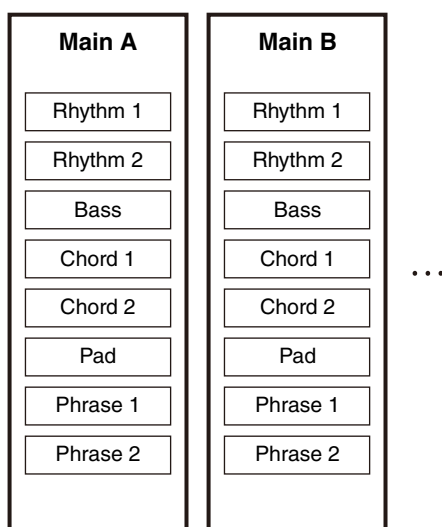 Main A
Rhythm 1
Rhythm 2
Bass
Chord 1
Chord 2
Pad
Phrase 1
Phrase 2
Main B
Rhythm 1
Rhythm 2
Bass
Chord 1
Chord 2
Pad
Phrase 1
Phrase 2
...